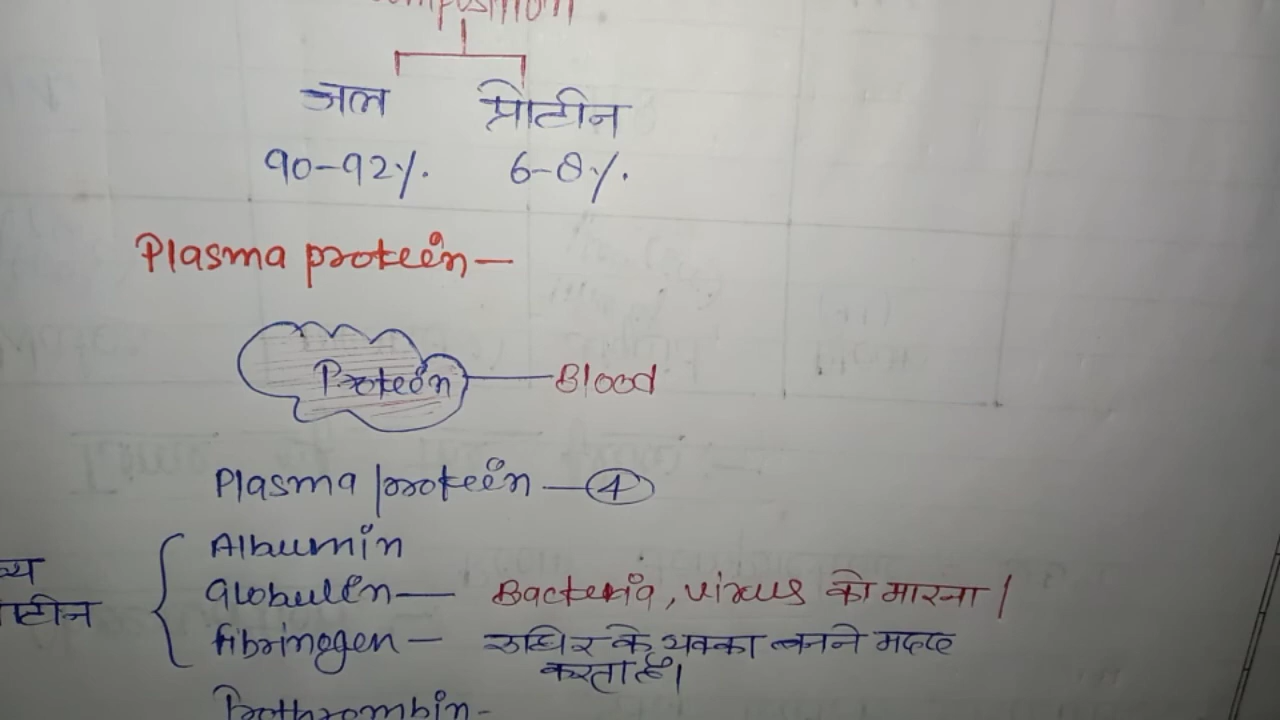 जल प्रोटीन
90-92% 6-8%
Plasma protein-
Protein Blood
Plasma protein - 4
Albumin
Globulin- Bacteria, virus को मारना।
fibrinogen - रुधिर के थक्का बनने मदद
करता है।
Prothrombin-